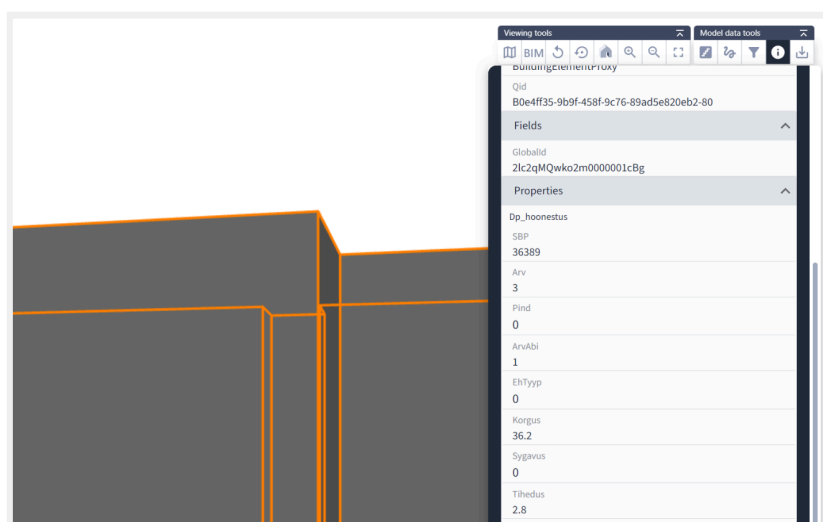 Viewing tools
Model data tools
BIM
BuildingElementProxy
Qid
B0e4ff35-9b9f-458f-9c76-89ad5e820eb2-80
Fields
GlobalId
2lc2qMQwko2m0000001cBg
Properties
Dp_hoonestus
SBP
36389
Arv
3
Pind
0
ArvAbi
1
EhTyyp
0
Korgus
36.2
Sygavus
0
Tihedus
2.8